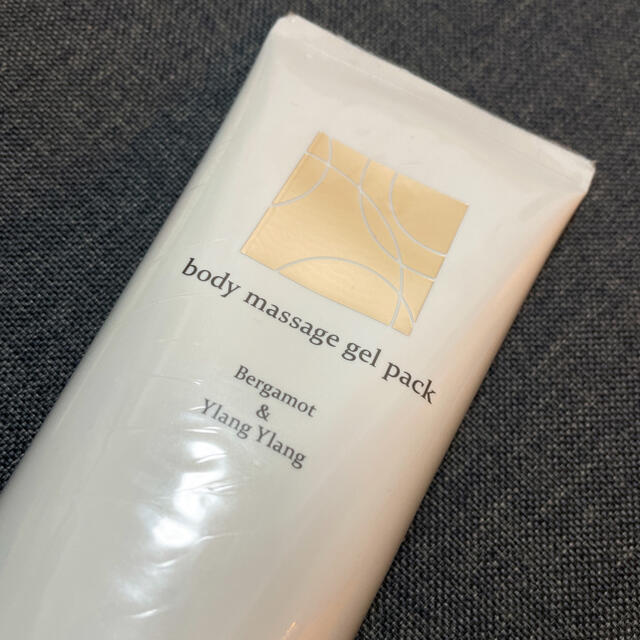 body massage gel pack
Bergamot
&
Ylang Ylang